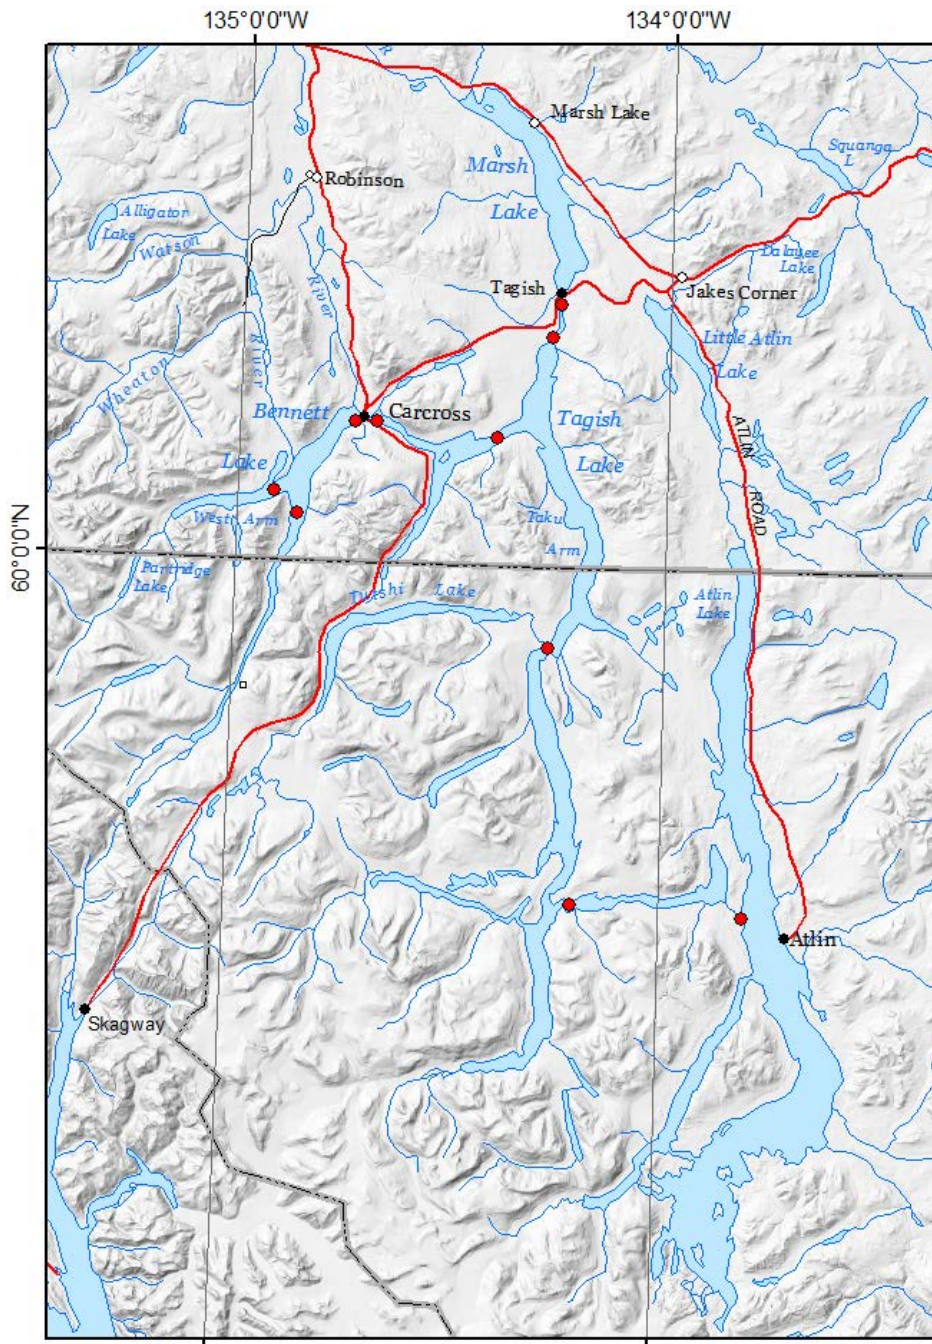 135°0'0"W
134°0'0"W
Marsh Lake
Squanga
L
Marsh
Robinson
Alligator
Lake
Lake
Watson
Dalayee
Lake
River
Tagish
Jakes Corner
Little Atlin
Lake
River
Wheaton
Bennett
Carcross
Tagish
ATLIN
Lake
Lake
ROAD
West Arm
Taku
Arm
60°0'0"N
Partridge
Lake
Tutshi Lake
Atlin
Lake
Atlin
Skagway